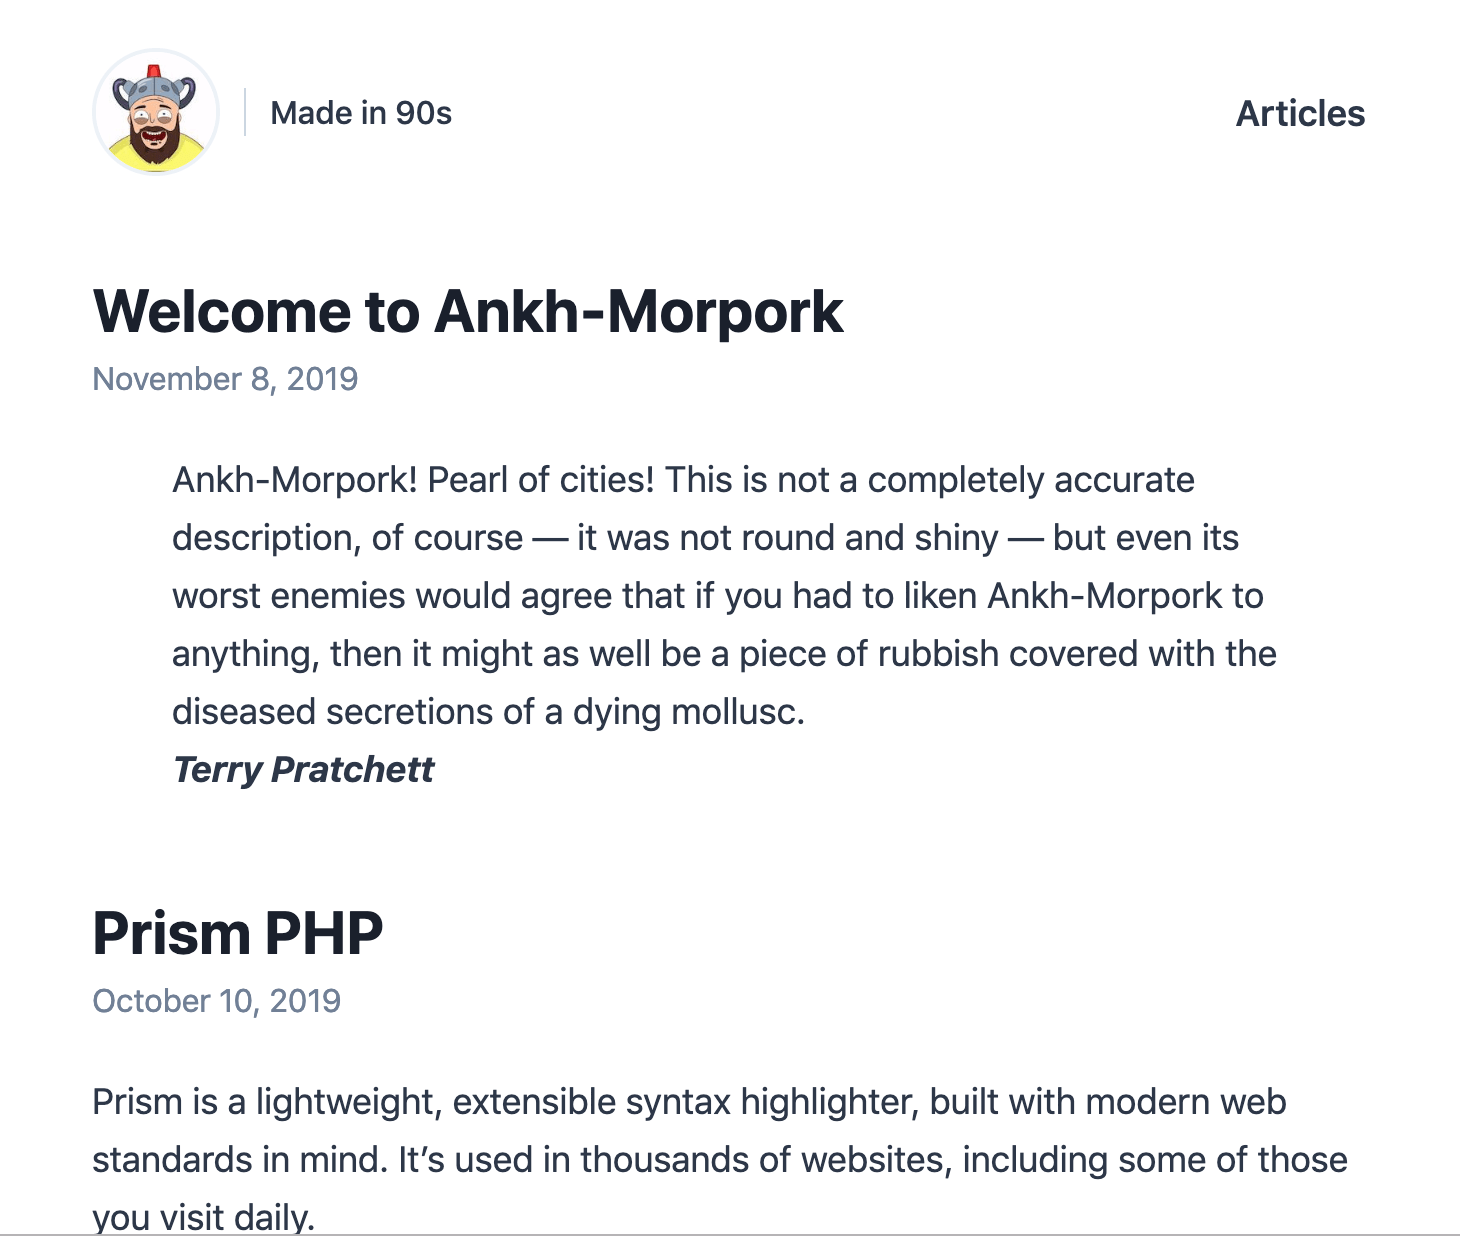 Made in 90s
Articles
Welcome to Ankh-Morpork
November 8, 2019
Ankh-Morpork! Pearl of cities! This is not a completely accurate
description, of course — it was not round and shiny — but even its
worst enemies would agree that if you had to liken Ankh-Morpork to
anything, then it might as well be a piece of rubbish covered with the
diseased secretions of a dying mollusc.
Terry Pratchett
Prism PHP
October 10, 2019
Prism is a lightweight, extensible syntax highlighter, built with modern web
standards in mind. It’s used in thousands of websites, including some of those
you visit daily.